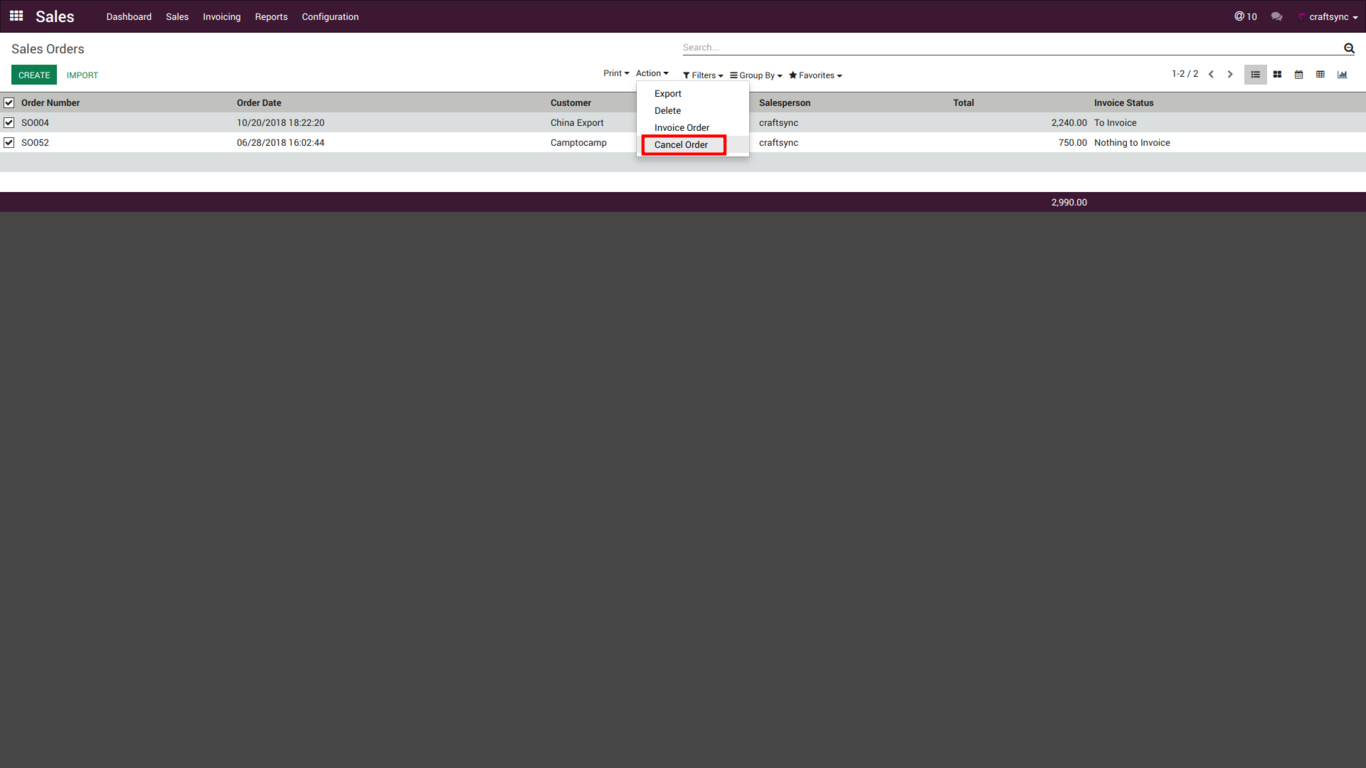 Sales Dashboard Sales Invoicing Reports Configuration @ 10 craftsync
Sales Orders Search...
CREATE IMPORT Print Action Filters Group By Favorites 1-2 / 2
Export
Delete
Invoice Order
Cancel Order
Order Number Order Date Customer Salesperson Total Invoice Status
SO004 10/20/2018 18:22:20 China Export craftsync 2,240.00 To Invoice
SO052 06/28/2018 16:02:44 Camptocamp craftsync 750.00 Nothing to Invoice
2,990.00